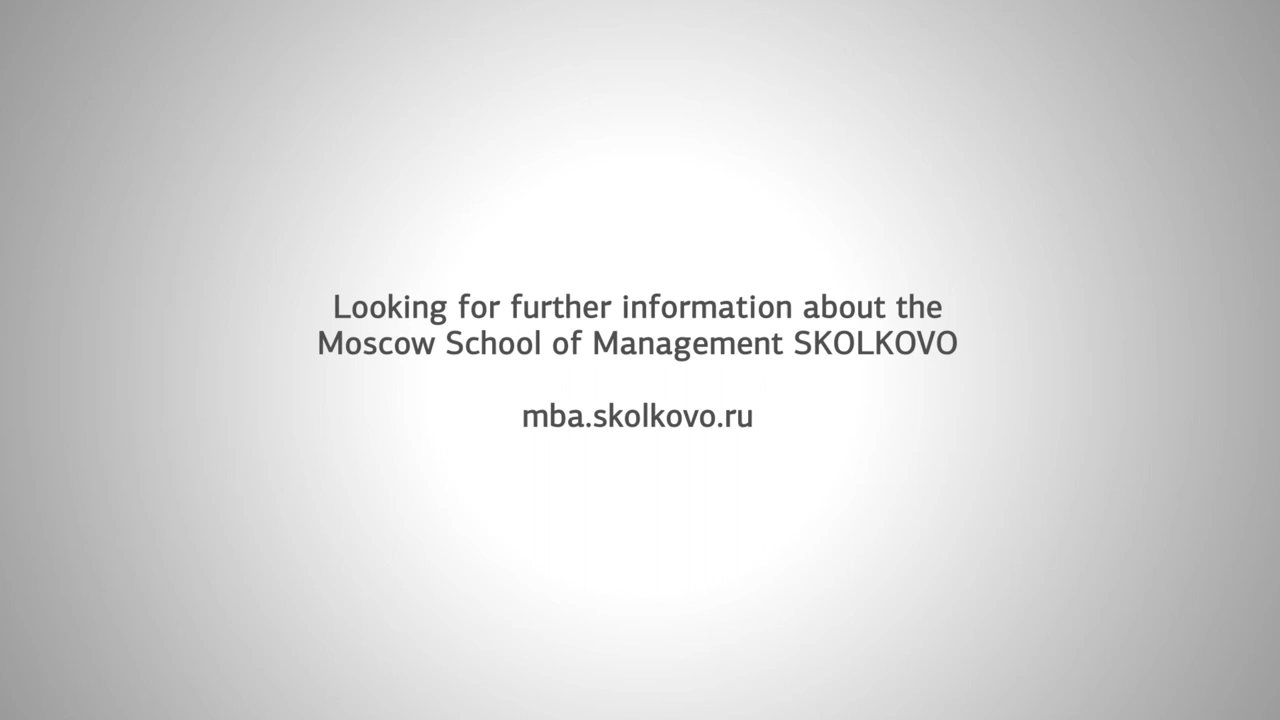 Looking for further information about the
Moscow School of Management SKOLKOVO
mba.skolkovo.ru